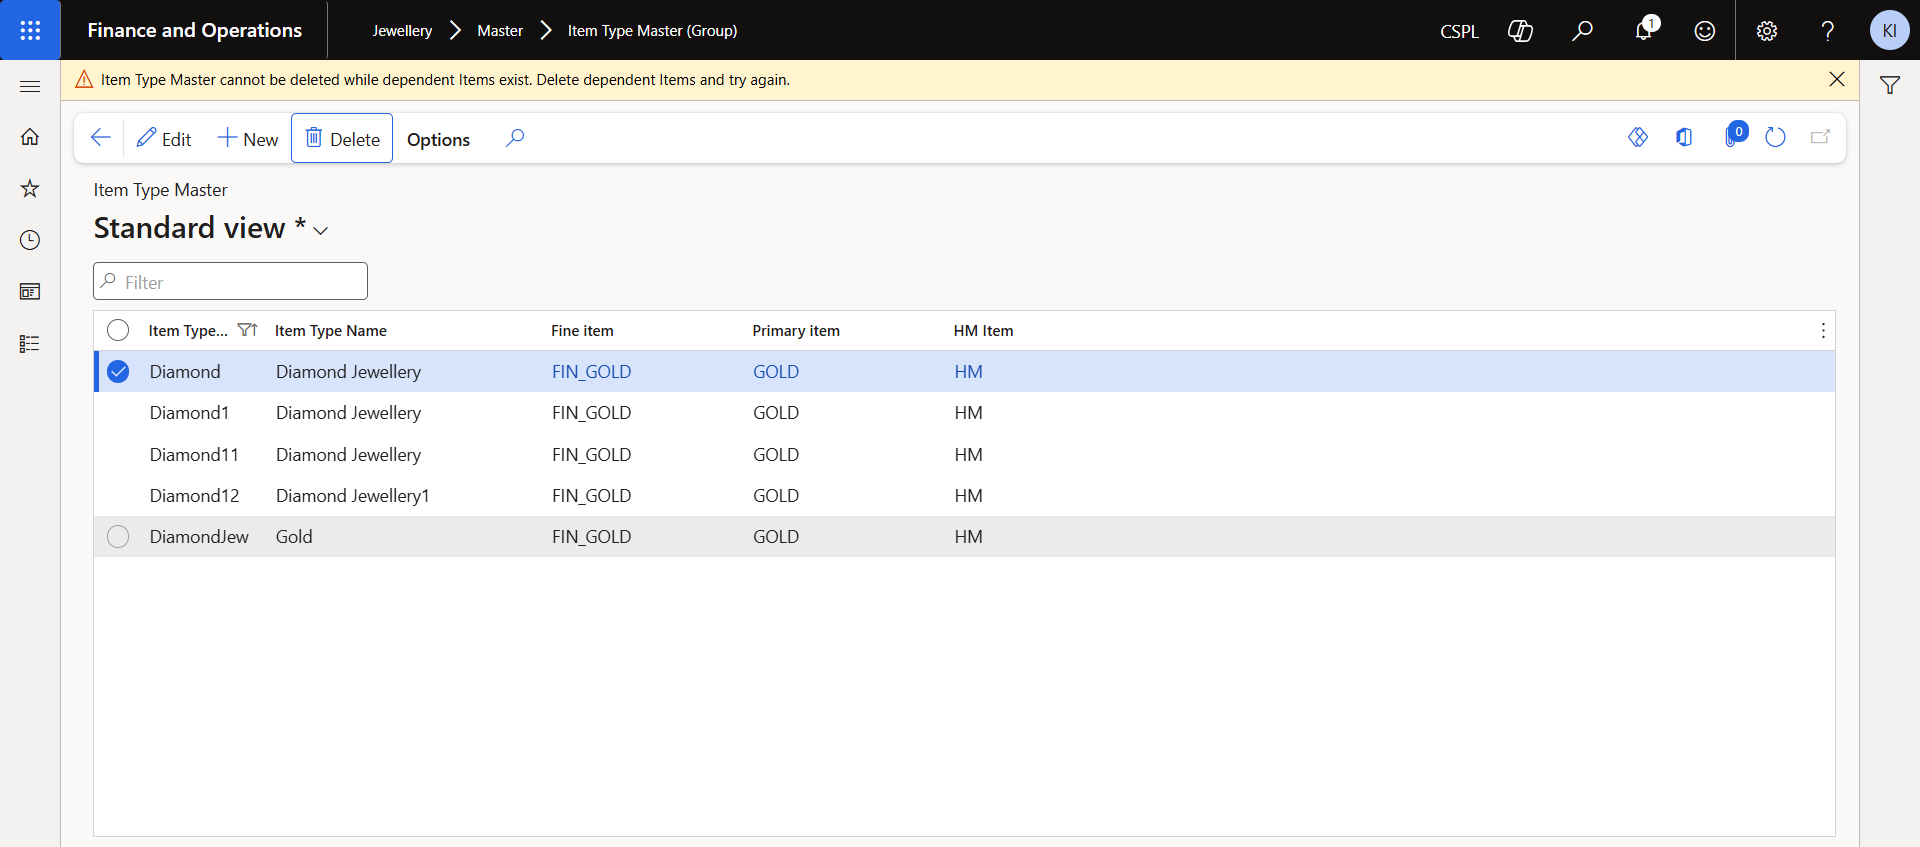 Finance and Operations
Jewellery > Master > Item Type Master (Group)
CSPL
1
?
KI
Item Type Master cannot be deleted while dependent Items exist. Delete dependent Items and try again.
Edit
New
Delete
Options
0
Item Type Master
Standard view *
Filter
Item Type... Item Type Name Fine item Primary item HM Item
Diamond Diamond Jewellery FIN_GOLD GOLD HM
Diamond1 Diamond Jewellery FIN_GOLD GOLD HM
Diamond11 Diamond Jewellery FIN_GOLD GOLD HM
Diamond12 Diamond Jewellery1 FIN_GOLD GOLD HM
DiamondJew Gold FIN_GOLD GOLD HM